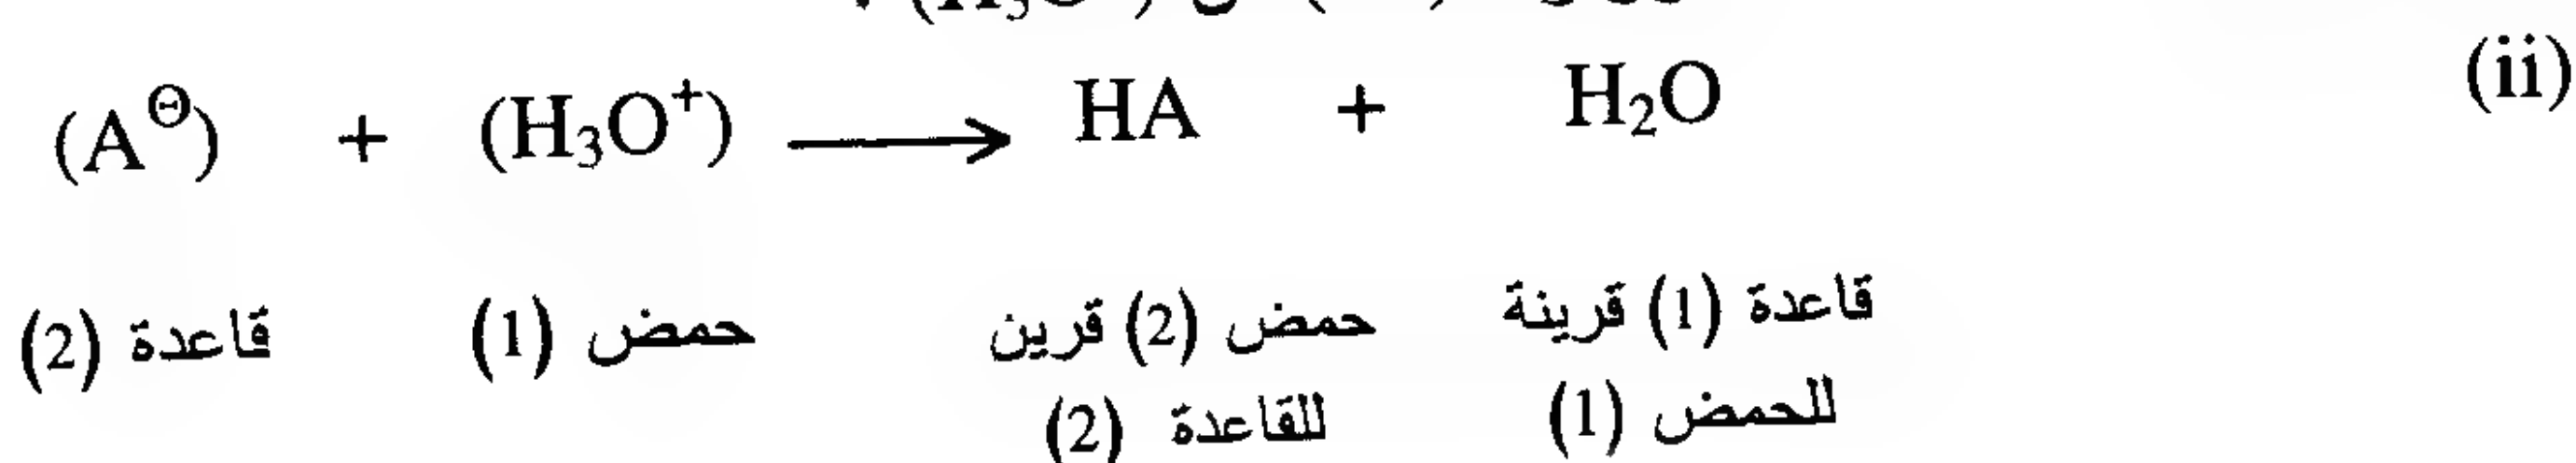 (ii)
(A⊖) + (H₃O⁺) ⟶ HA + H₂O
قاعدة (2) حمض (1) حمض (2) قرين قاعدة (1) قرينة
للقاعدة (2) للحمض (1)